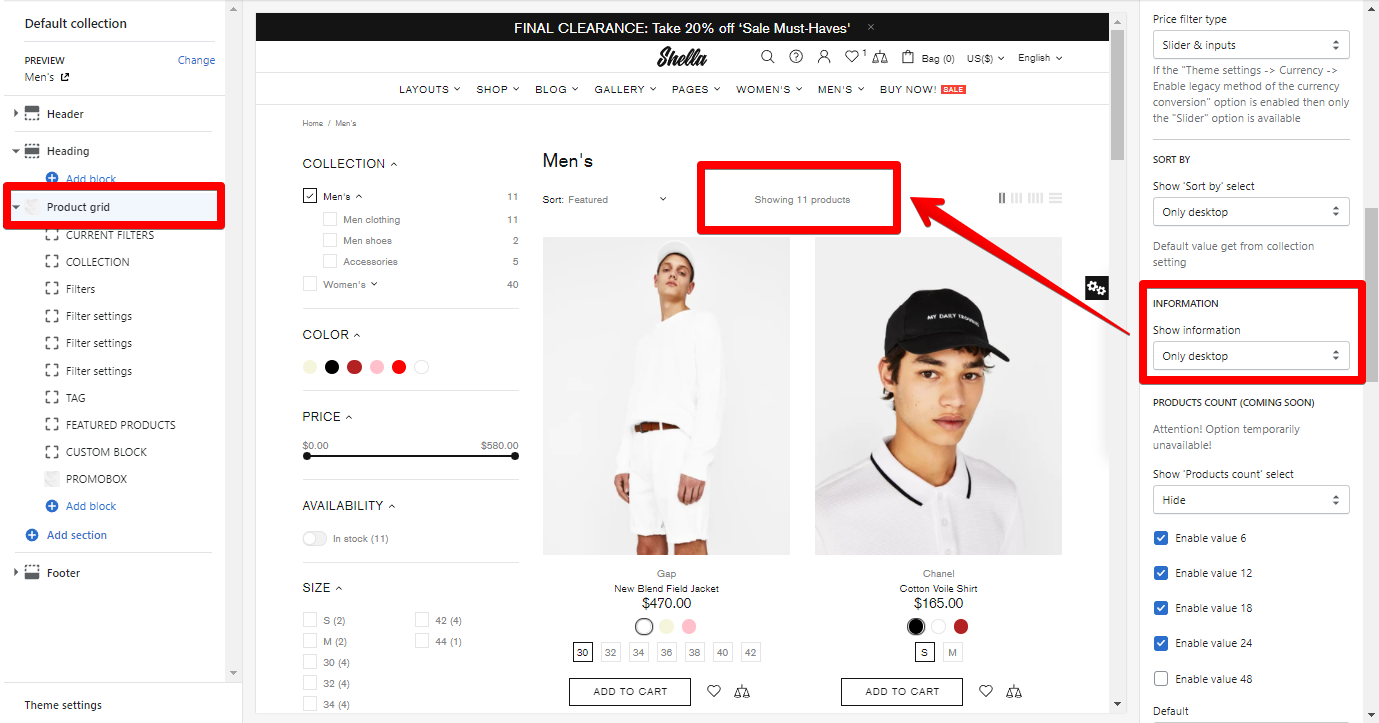 Default collection
PREVIEW
Change
Men's
Header
Heading
Add block
Product grid
CURRENT FILTERS
COLLECTION
Filters
Filter settings
Filter settings
Filter settings
TAG
FEATURED PRODUCTS
CUSTOM BLOCK
PROMOBOX
Add block
Add section
Footer
Theme settings
FINAL CLEARANCE: Take 20% off ‘Sale Must-Haves' ×
Shella
1
Bag (0)
US($)
English
LAYOUTS SHOP BLOG GALLERY PAGES WOMEN'S MEN'S BUY NOW! SALE
Home / Men's
COLLECTION
Men's 11
Men clothing 11
Men shoes 2
Accessories 5
Women's 40
COLOR
PRICE
$0.00 $580.00
AVAILABILITY
In stock (11)
SIZE
S (2) 42 (4)
M (2) 44 (1)
30 (4)
32 (4)
34 (4)
Men's
Sort: Featured
Showing 11 products
MY DAILY
Gap
New Blend Field Jacket
$470.00
30 32 34 36 38 40 42
ADD TO CART
Chanel
Cotton Voile Shirt
$165.00
S M
ADD TO CART
Price filter type
Slider & inputs
If the "Theme settings -> Currency ->
Enable legacy method of the currency
conversion" option is enabled then only
the "Slider" option is available
SORT BY
Show 'Sort by' select
Only desktop
Default value get from collection
setting
INFORMATION
Show information
Only desktop
PRODUCTS COUNT (COMING SOON)
Attention! Option temporarily
unavailable!
Show 'Products count' select
Hide
Enable value 6
Enable value 12
Enable value 18
Enable value 24
Enable value 48
Default